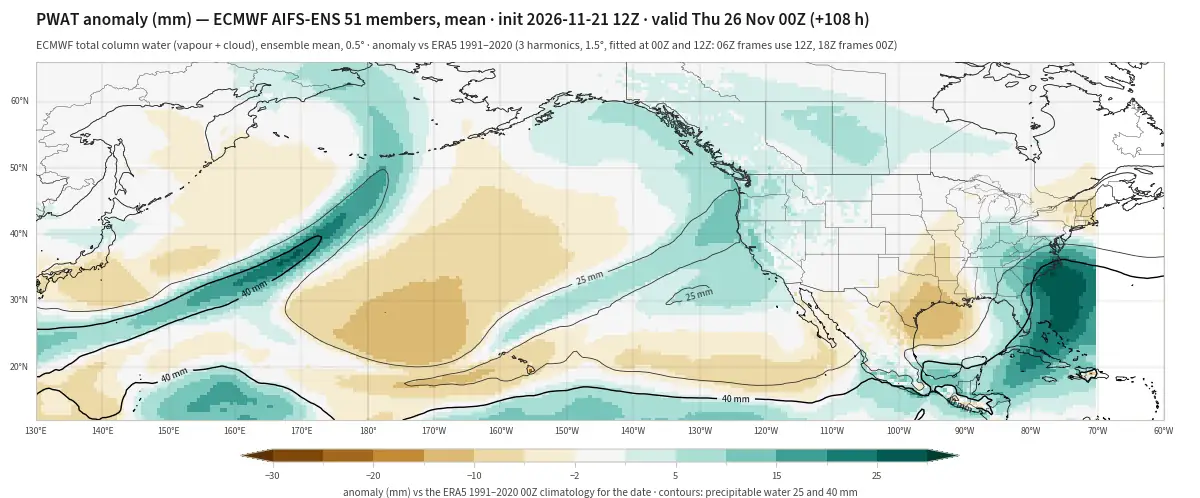 PWAT anomaly (mm) — ECMWF AIFS-ENS 51 members, mean · init 2026-11-21 12Z · valid Thu 26 Nov 00Z (+108 h)
ECMWF total column water (vapour + cloud), ensemble mean, 0.5° · anomaly vs ERA5 1991–2020 (3 harmonics, 1.5°, fitted at 00Z and 12Z: 06Z frames use 12Z, 18Z frames 00Z)
60°N
50°N
40°N
30°N
20°N
40 mm
40 mm
25 mm
25 mm
40 mm
130°E 140°E 150°E 160°E 170°E 180° 170°W 160°W 150°W 140°W 130°W 120°W 110°W 100°W 90°W 80°W 70°W 60°W
−30 −20 −10 −2 5 15 25
anomaly (mm) vs the ERA5 1991–2020 00Z climatology for the date · contours: precipitable water 25 and 40 mm